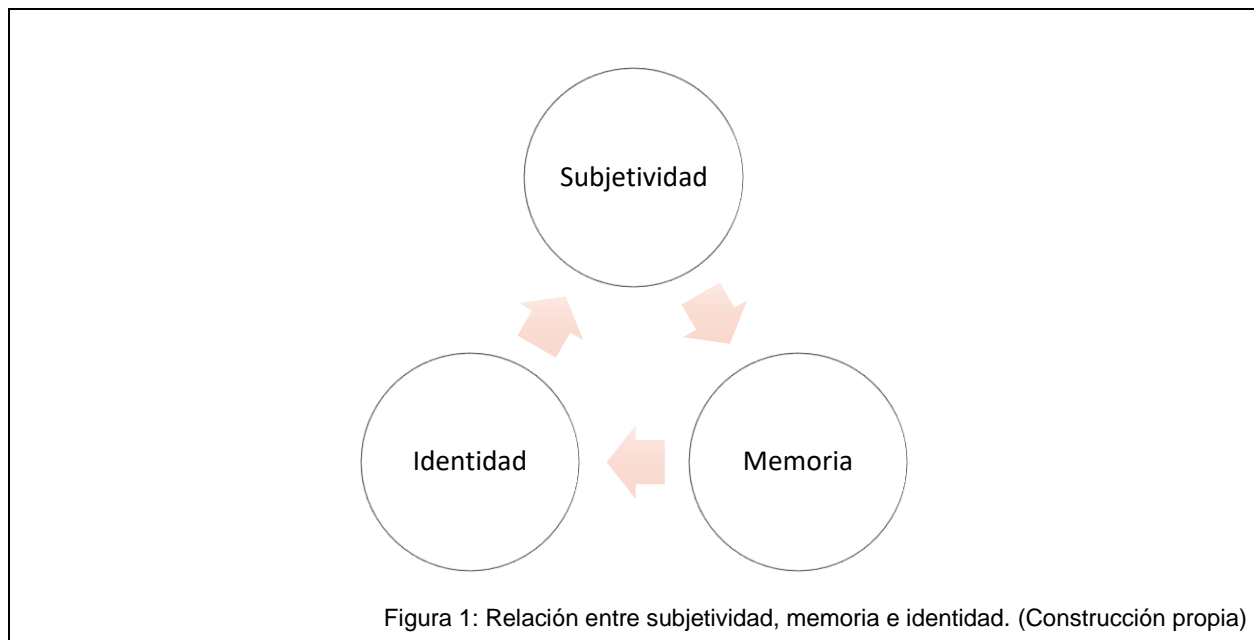 Subjetividad
Identidad
Memoria
Figura 1: Relación entre subjetividad, memoria e identidad. (Construcción propia)